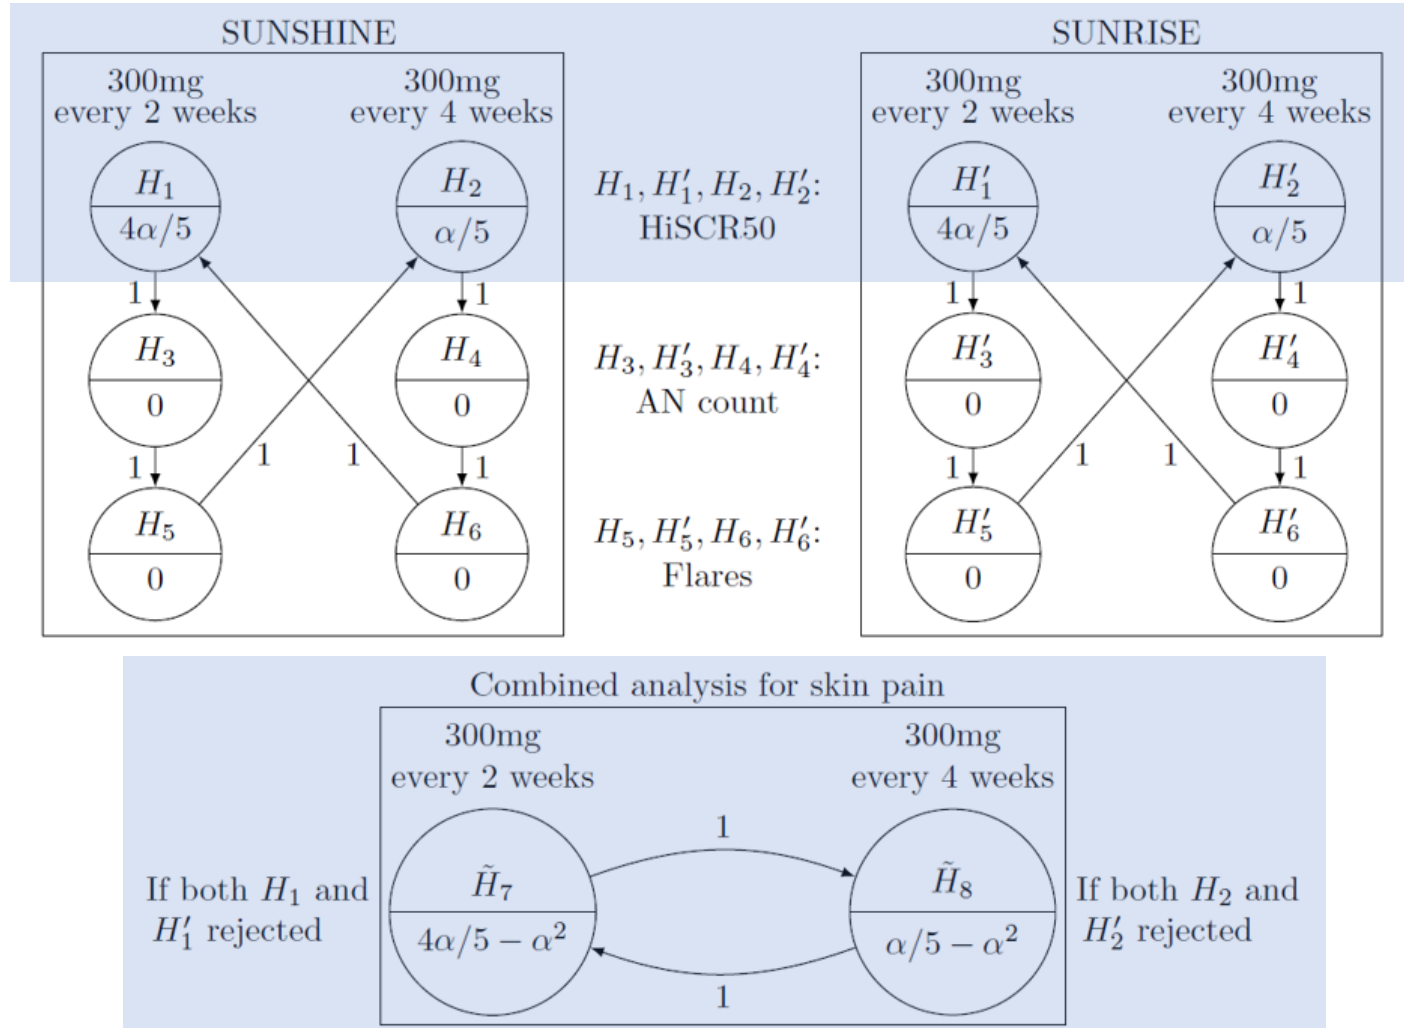 SUNSHINE
300mg
every 2 weeks
300mg
every 4 weeks
H₁
4α/5
H₂
α/5
1
1
H₃
0
H₄
0
1
1
1
1
H₅
0
H₆
0
H₁, H′₁, H₂, H′₂:
HiSCR50
H₃, H′₃, H₄, H′₄:
AN count
H₅, H′₅, H₆, H′₆:
Flares
SUNRISE
300mg
every 2 weeks
300mg
every 4 weeks
H′₁
4α/5
H′₂
α/5
1
1
H′₃
0
H′₄
0
1
1
1
1
H′₅
0
H′₆
0
Combined analysis for skin pain
300mg
every 2 weeks
300mg
every 4 weeks
If both H₁ and
H′₁ rejected
H̃₇
4α/5 − α²
1
1
H̃₈
α/5 − α²
If both H₂ and
H′₂ rejected